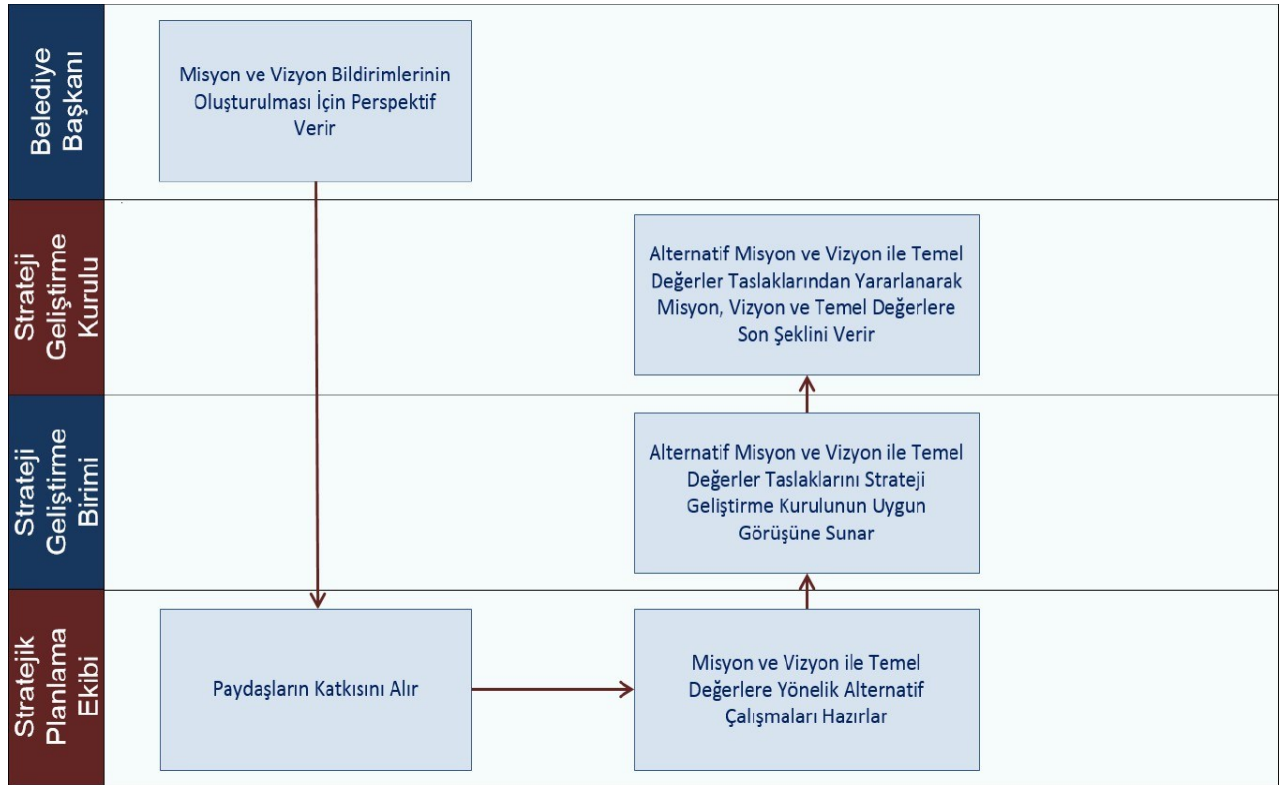 Belediye
Başkanı
Misyon ve Vizyon Bildirimlerinin
Oluşturulması İçin Perspektif
Verir
Strateji
Geliştirme
Kurulu
Alternatif Misyon ve Vizyon ile Temel
Değerler Taslaklarından Yararlanarak
Misyon, Vizyon ve Temel Değerlere
Son Şeklini Verir
Strateji
Geliştirme
Birimi
Alternatif Misyon ve Vizyon ile Temel
Değerler Taslaklarını Strateji
Geliştirme Kurulunun Uygun
Görüşüne Sunar
Stratejik
Planlama
Ekibi
Paydaşların Katkısını Alır
Misyon ve Vizyon ile Temel
Değerlere Yönelik Alternatif
Çalışmaları Hazırlar